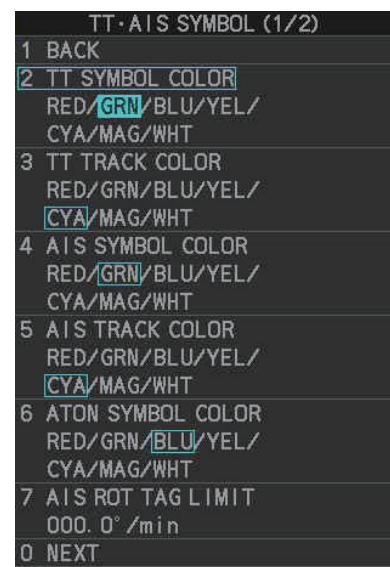 TT·AIS SYMBOL (1/2)
1 BACK
2 TT SYMBOL COLOR
RED/GRN/BLU/YEL/
CYA/MAG/WHT
3 TT TRACK COLOR
RED/GRN/BLU/YEL/
CYA/MAG/WHT
4 AIS SYMBOL COLOR
RED/GRN/BLU/YEL/
CYA/MAG/WHT
5 AIS TRACK COLOR
RED/GRN/BLU/YEL/
CYA/MAG/WHT
6 ATON SYMBOL COLOR
RED/GRN/BLU/YEL/
CYA/MAG/WHT
7 AIS ROT TAG LIMIT
000.0°/min
0 NEXT